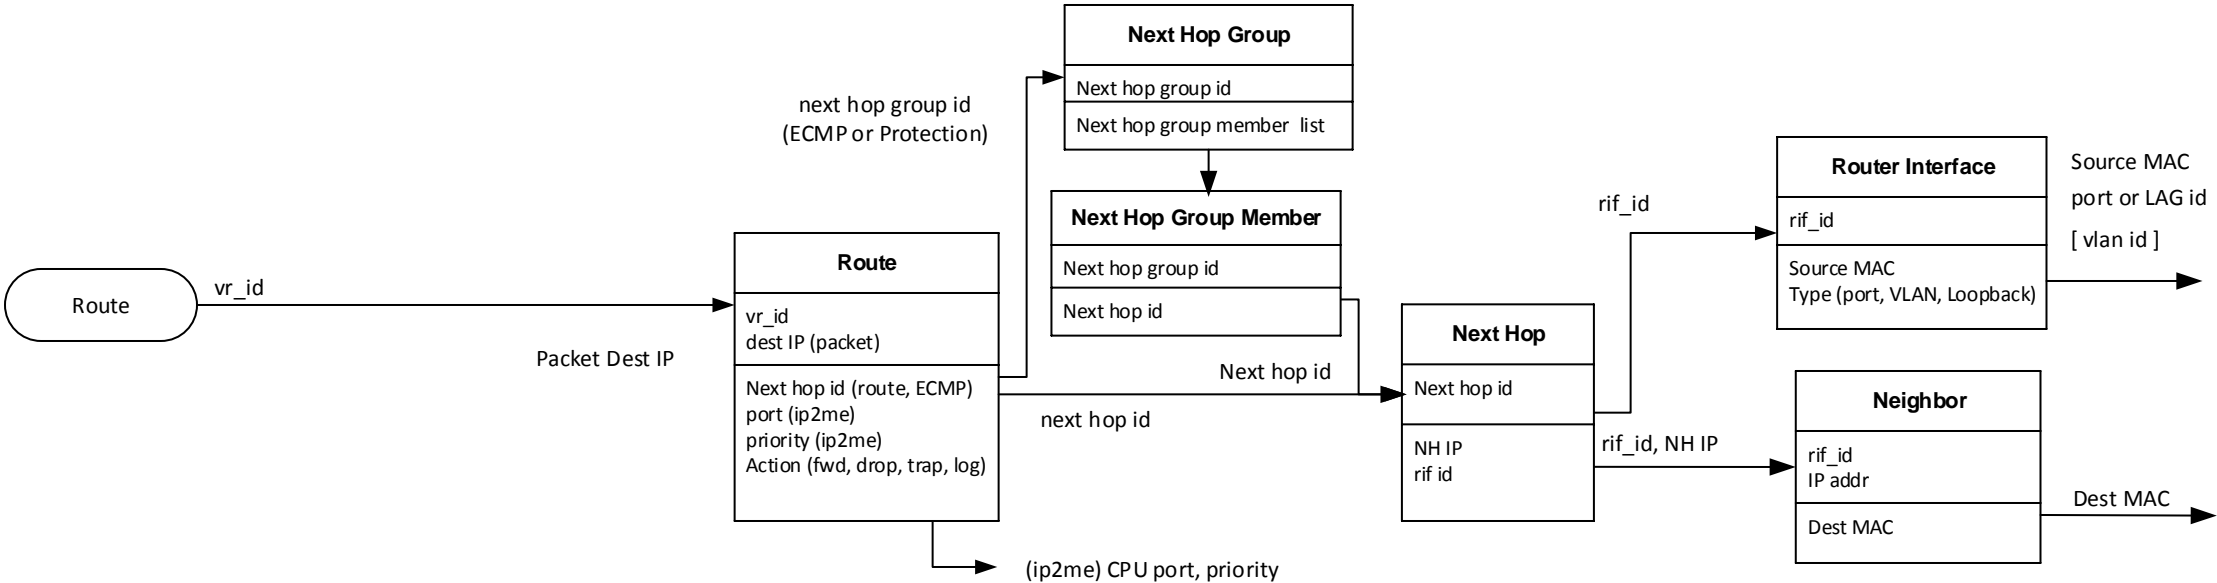 Route
vr_id
Packet Dest IP
Route
vr_id
dest IP (packet)
Next hop id (route, ECMP)
port (ip2me)
priority (ip2me)
Action (fwd, drop, trap, log)
(ip2me) CPU port, priority
next hop group id
(ECMP or Protection)
Next Hop Group
Next hop group id
Next hop group member list
Next Hop Group Member
Next hop group id
Next hop id
Next hop id
next hop id
Next Hop
Next hop id
NH IP
rif id
rif_id
rif_id, NH IP
Router Interface
rif_id
Source MAC
Type (port, VLAN, Loopback)
Source MAC
port or LAG id
[ vlan id ]
Neighbor
rif_id
IP addr
Dest MAC
Dest MAC